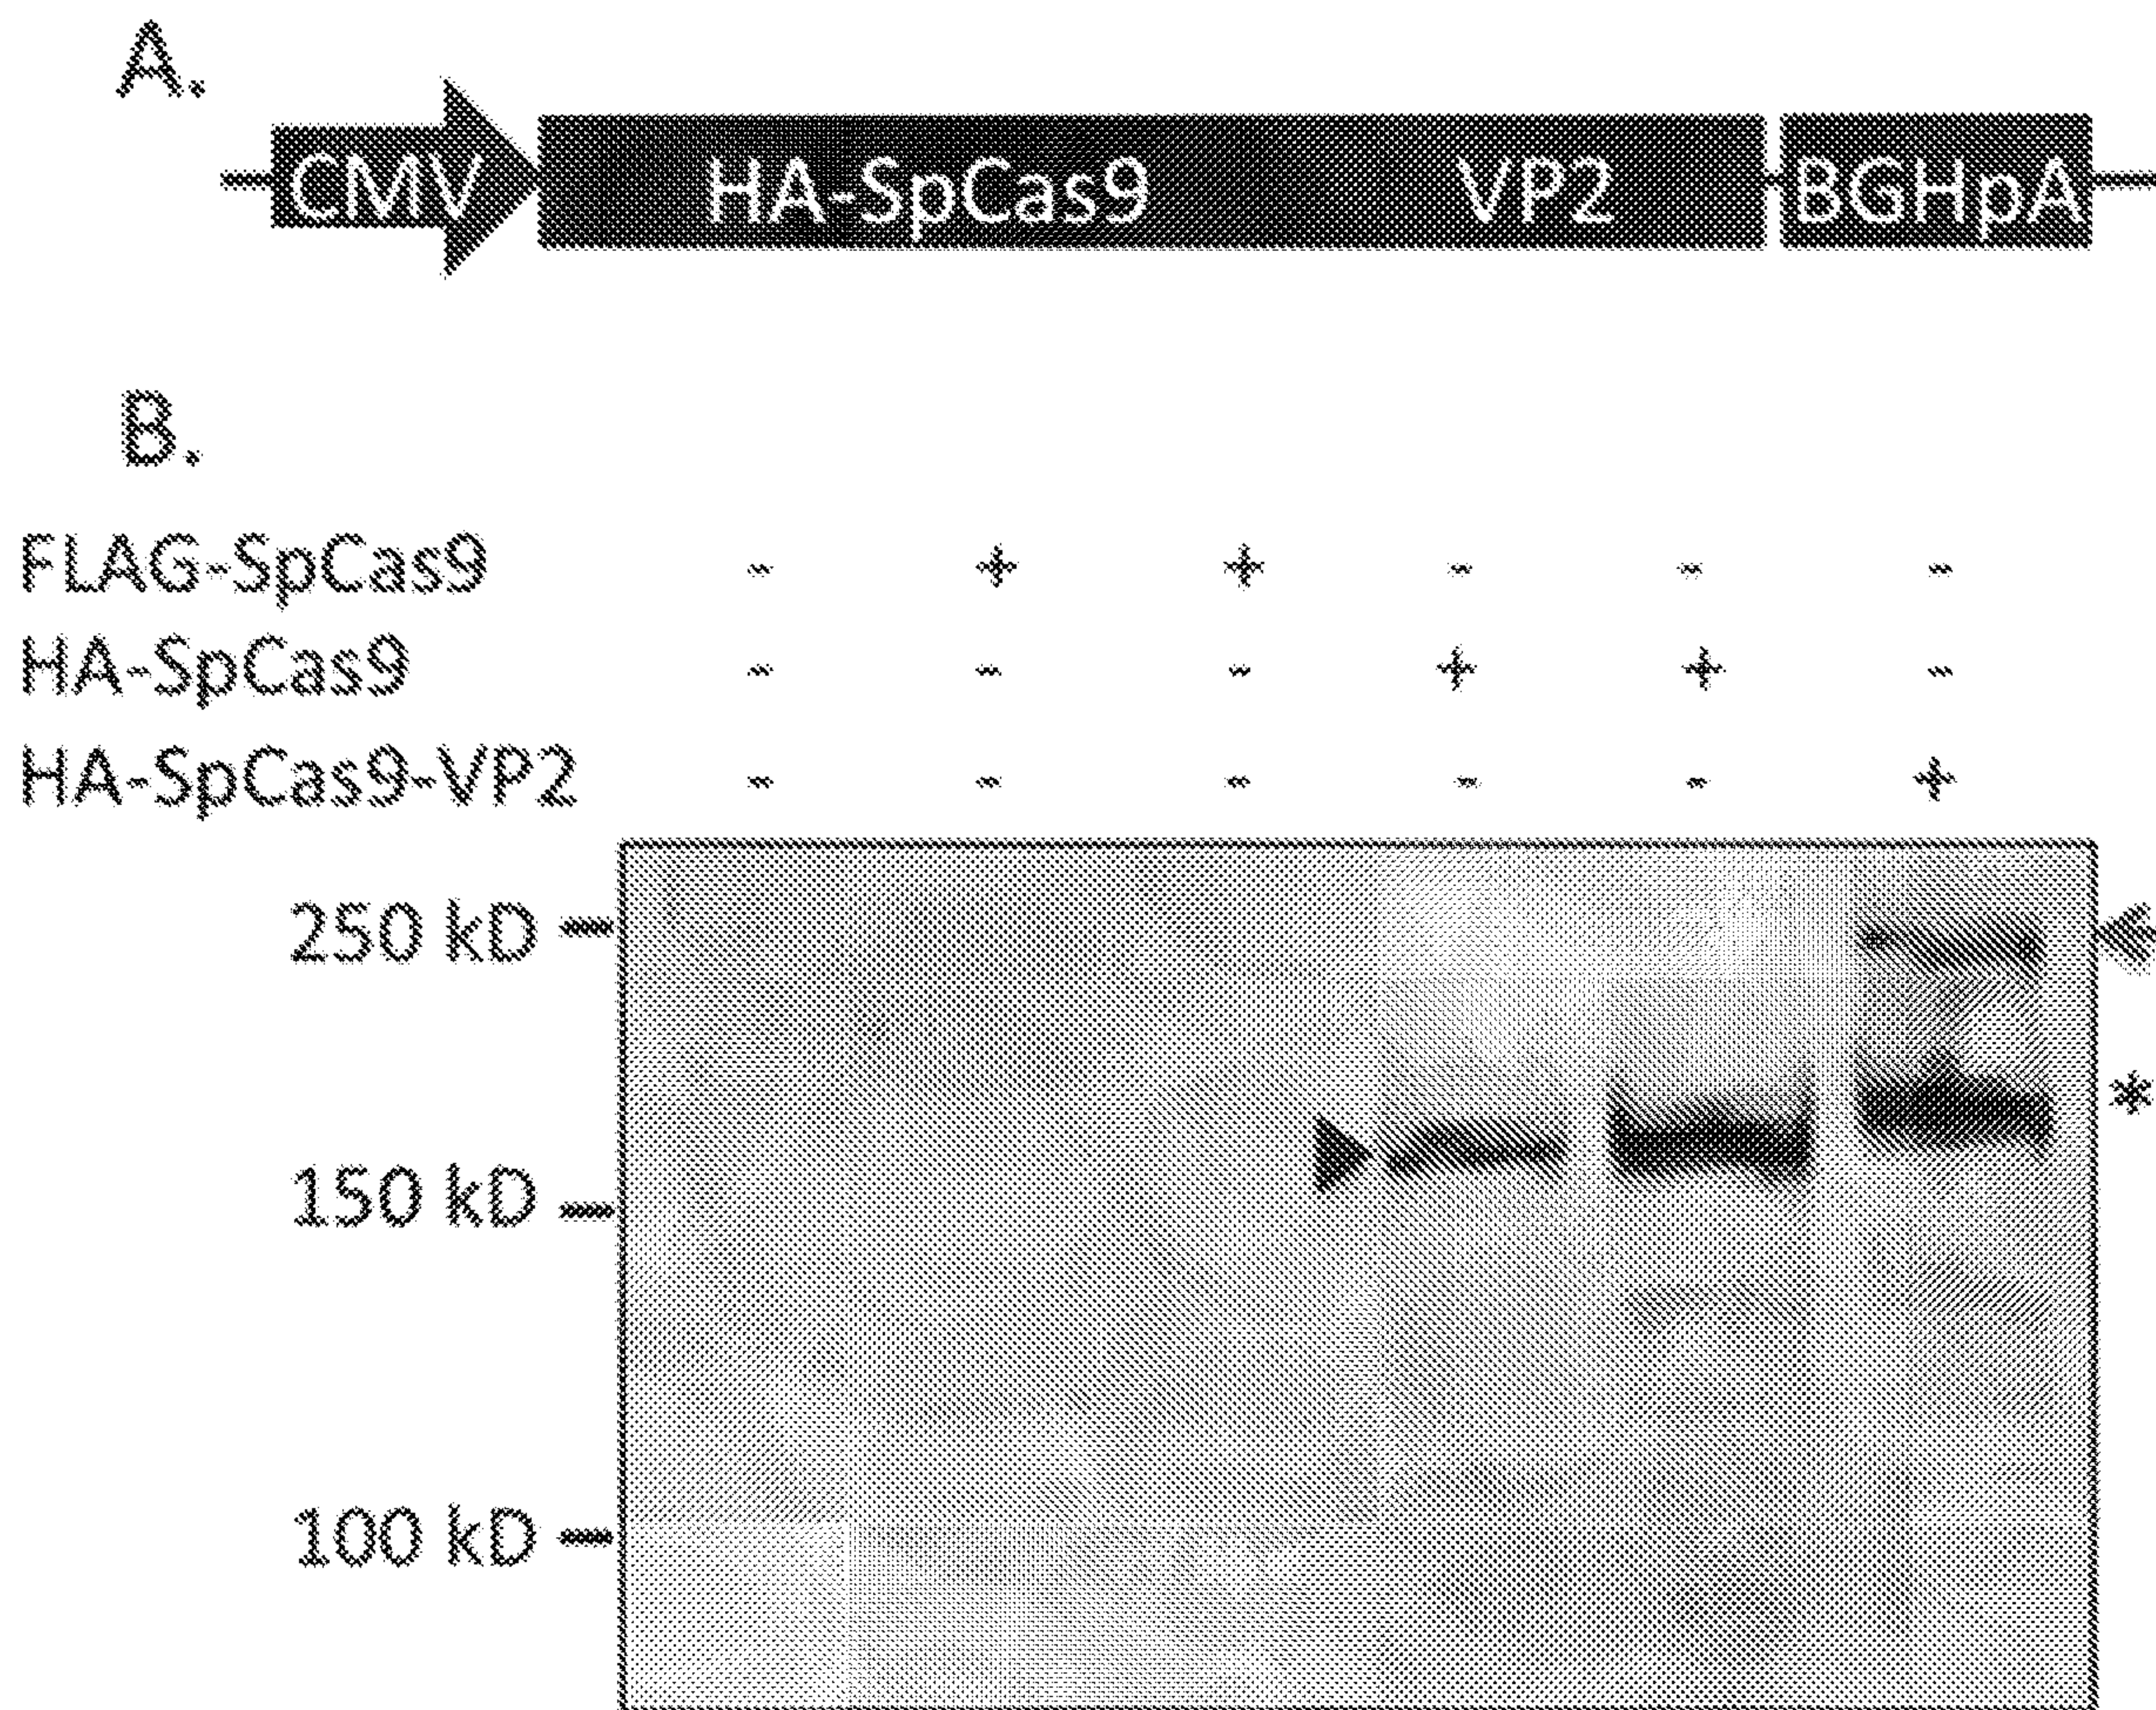 A.
CMV HA-SpCas9 VP2 BGHpA
B.
FLAG-SpCas9 - + + - - -
HA-SpCas9 - - - + + -
HA-SpCas9-VP2 - - - - - +
250 kD
*
150 kD
100 kD